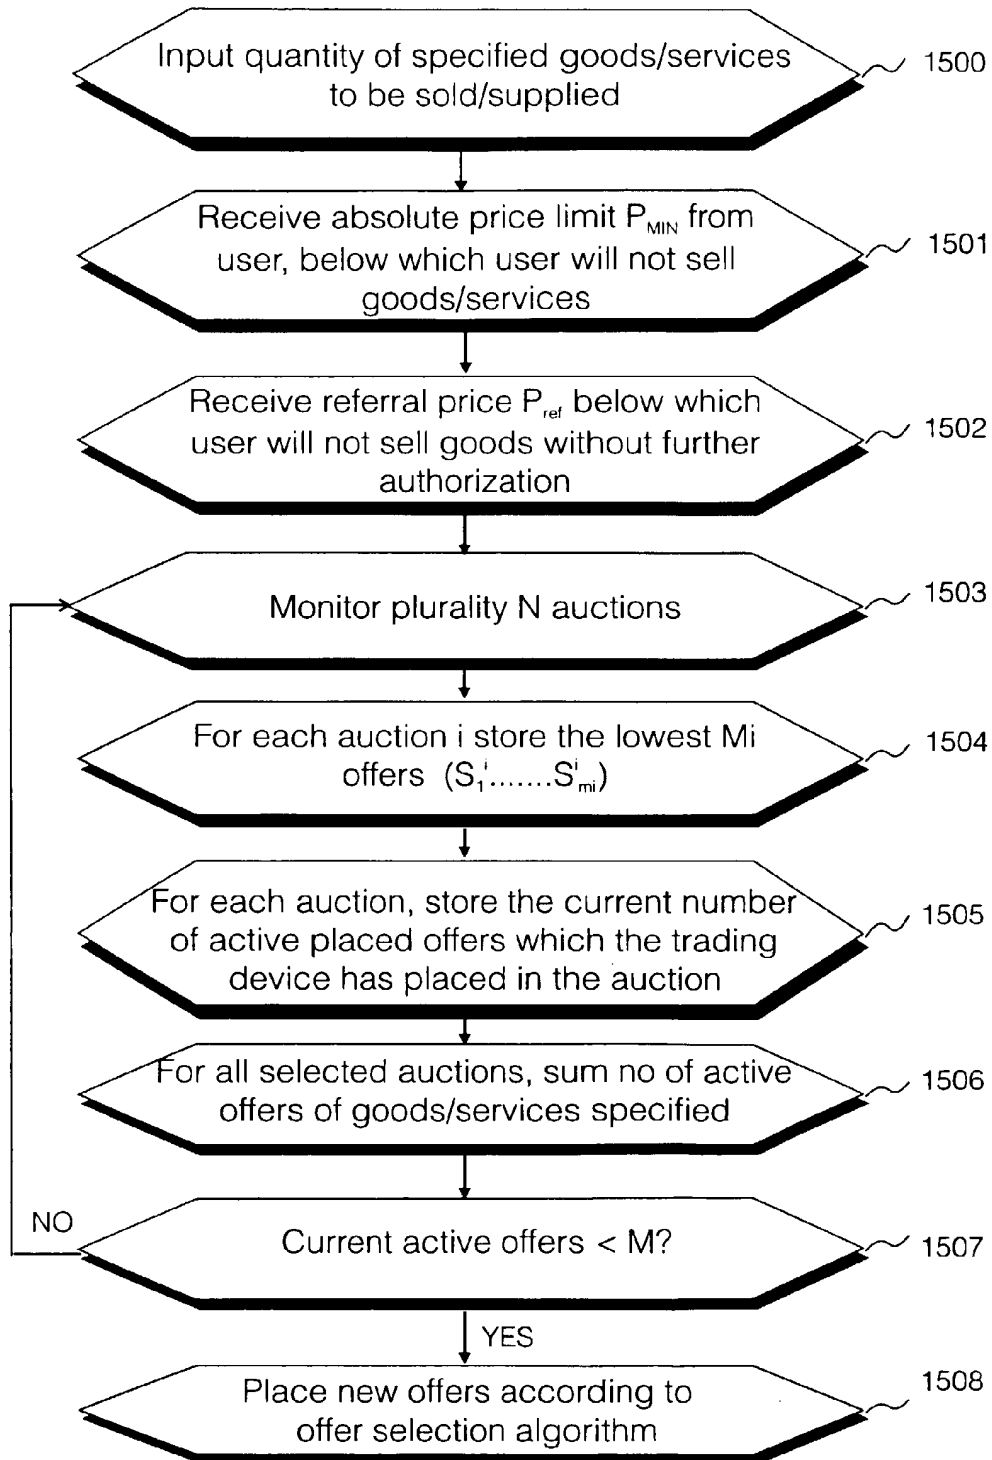 Input quantity of specified goods/services
to be sold/supplied
1500
Receive absolute price limit P_MIN from
user, below which user will not sell
goods/services
1501
Receive referral price P_ref below which
user will not sell goods without further
authorization
1502
Monitor plurality N auctions
1503
For each auction i store the lowest Mi
offers (S₁ⁱ.......Sⁱ_mi)
1504
For each auction, store the current number
of active placed offers which the trading
device has placed in the auction
1505
For all selected auctions, sum no of active
offers of goods/services specified
1506
NO
Current active offers < M?
1507
YES
Place new offers according to
offer selection algorithm
1508